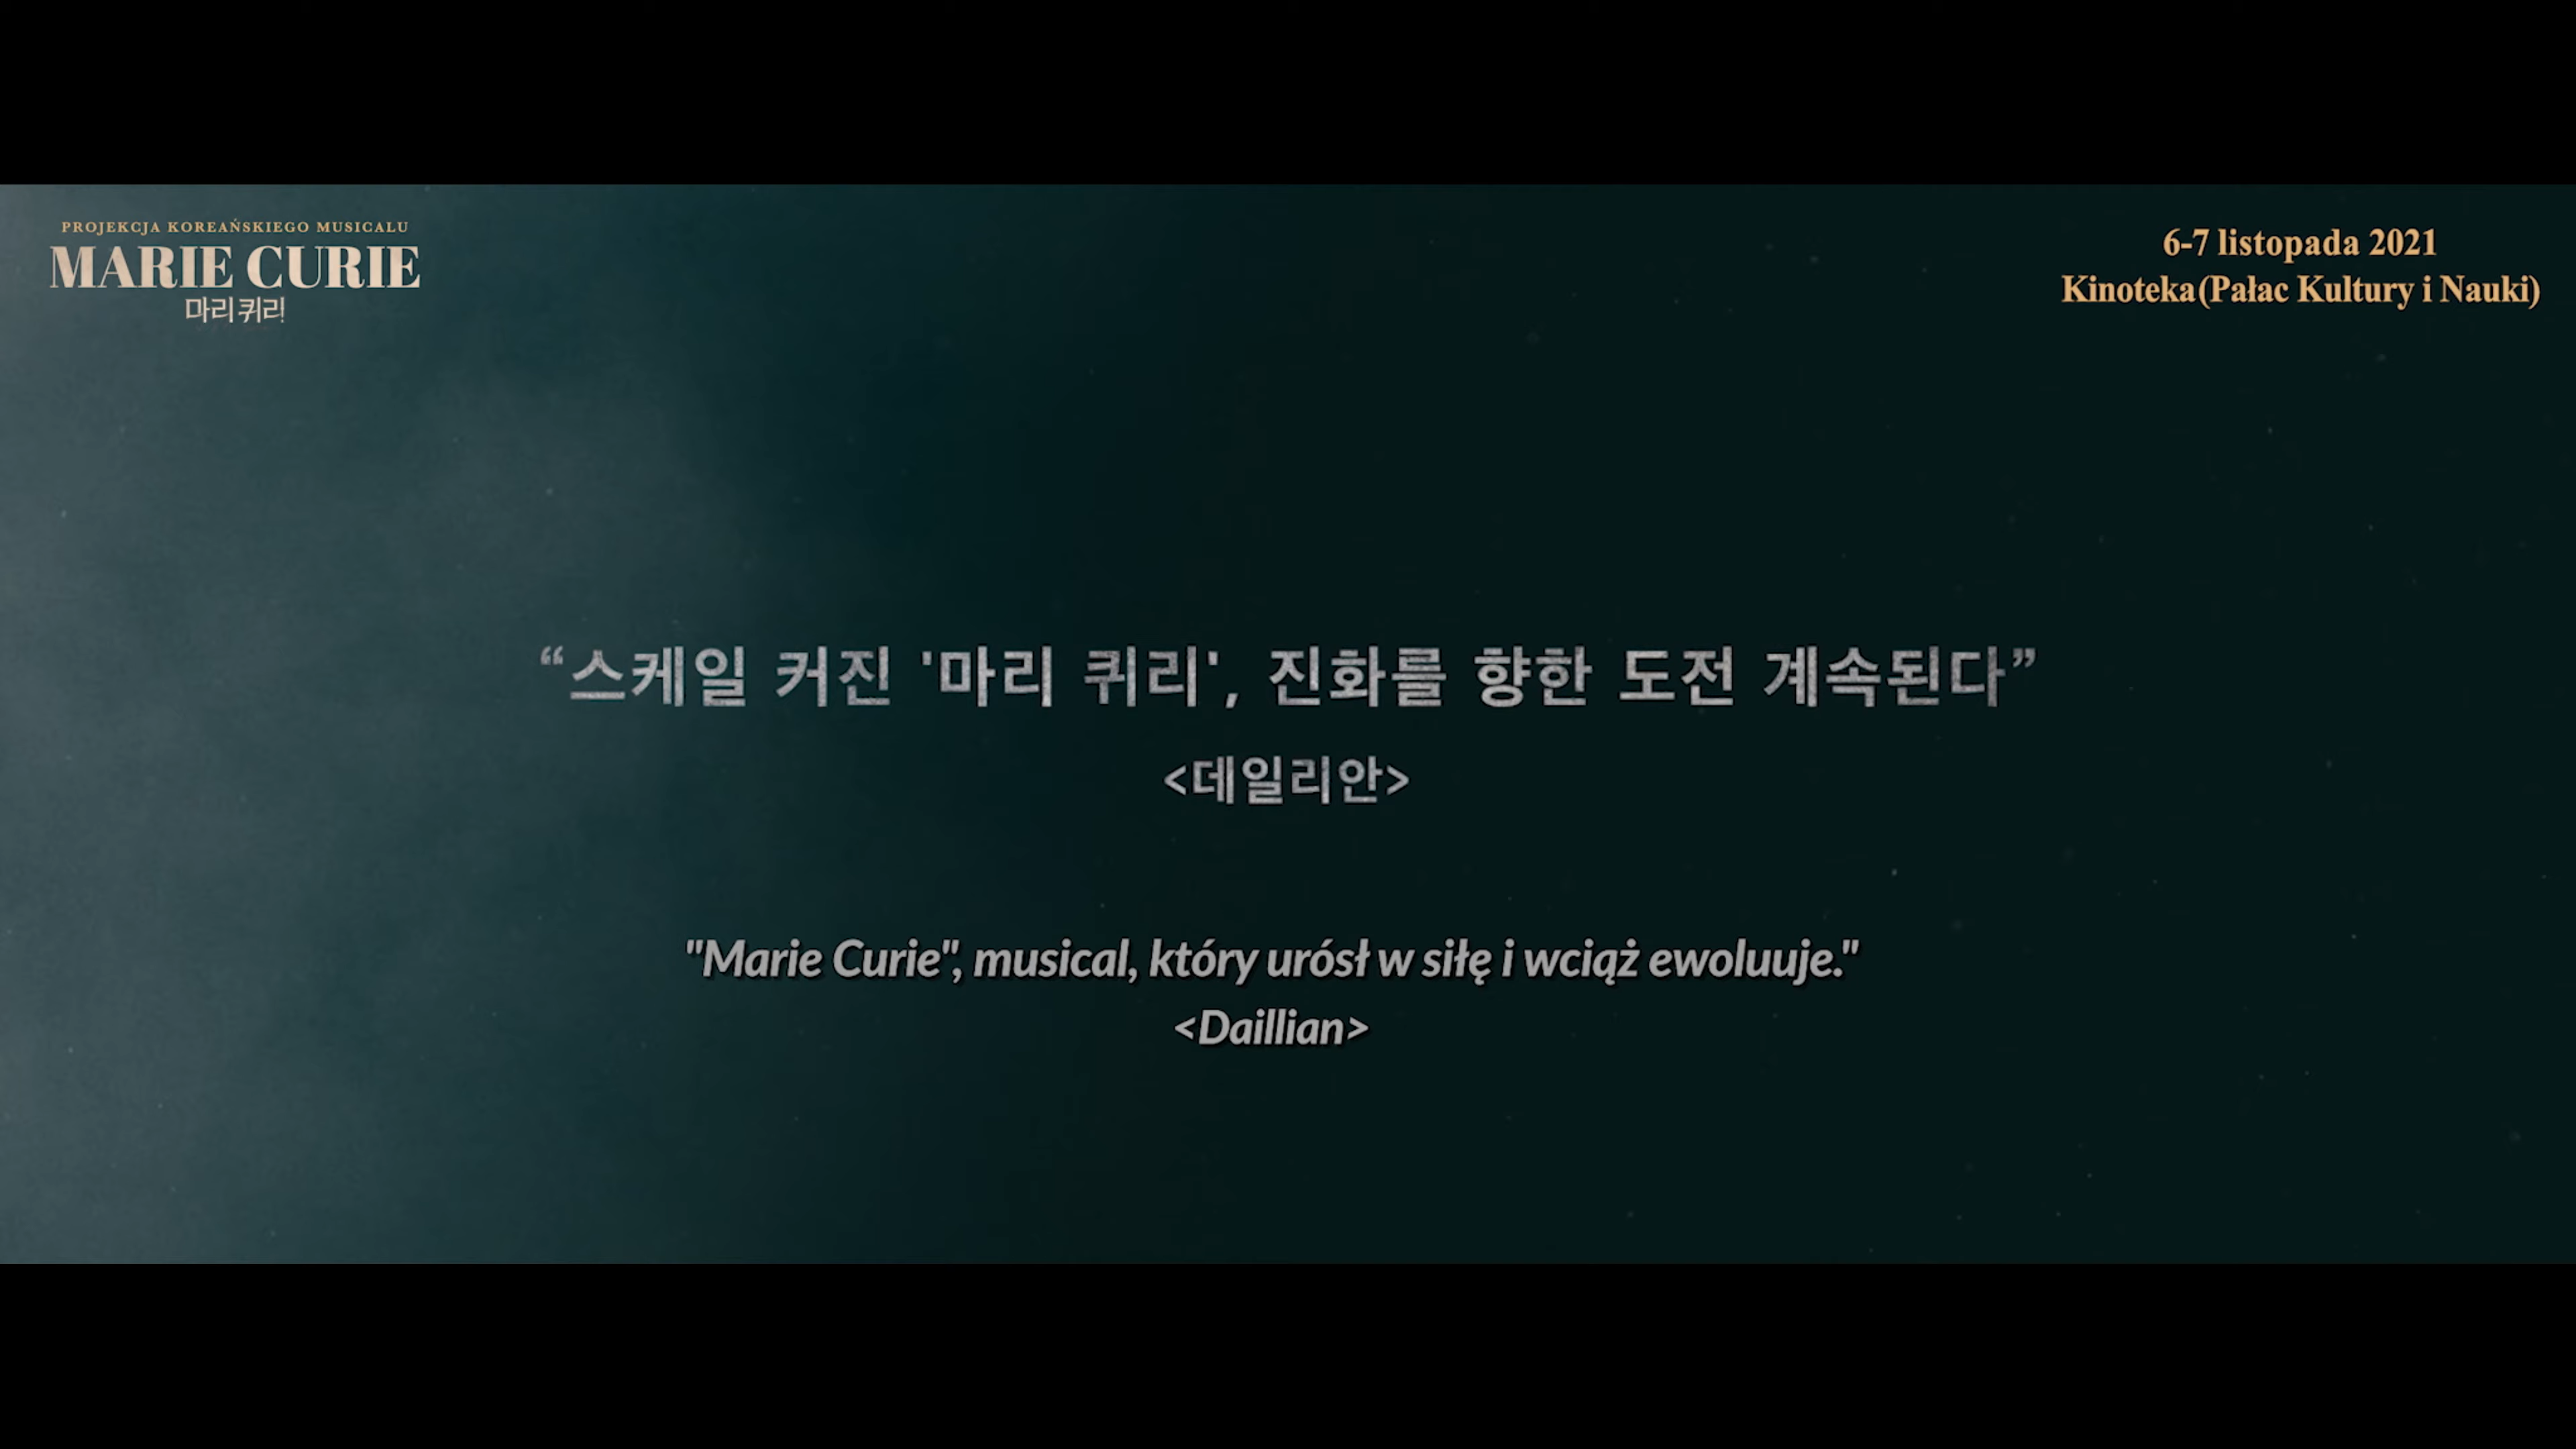 PROJEKCJA KOREAŃSKIEGO MUSICALU
MARIE CURIE
마리 퀴리
6-7 listopada 2021
Kinoteka(Pałac Kultury i Nauki)
“스케일 커진 '마리 퀴리', 진화를 향한 도전 계속된다”
<데일리안>
"Marie Curie", musical, który urósł w siłę i wciąż ewoluuje."
<Daillian>